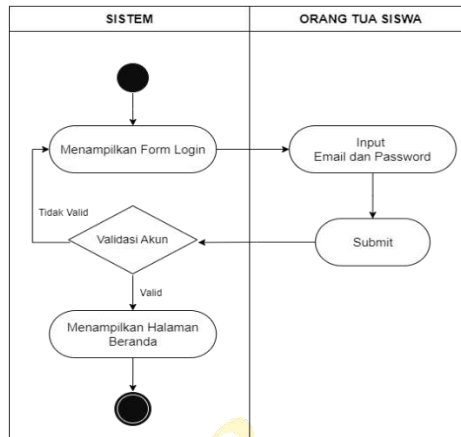 SISTEM
ORANG TUA SISWA
Menampilkan Form Login
Input
Email dan Password
Tidak Valid
Validasi Akun
Submit
Valid
Menampilkan Halaman
Beranda